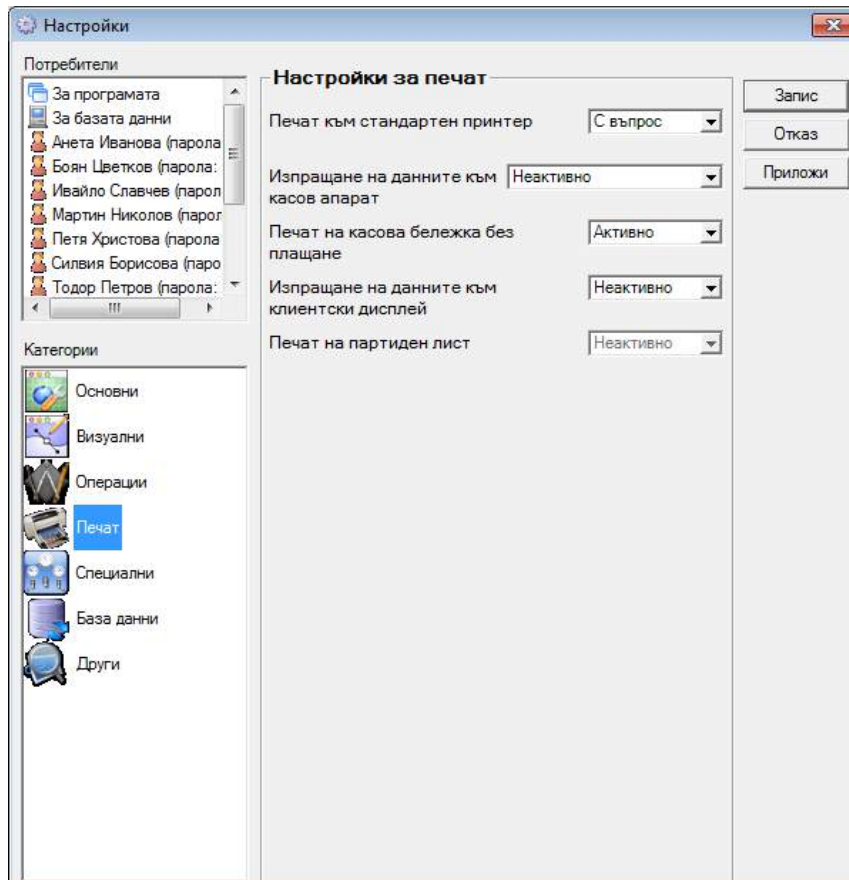 Настройки
Потребители
За програмата
За базата данни
Анета Иванова (парола
Боян Цветков (парола:
Ивайло Славчев (парол
Мартин Николов (парол
Петя Христова (парола
Силвия Борисова (паро
Тодор Петров (парола:
Категории
Основни
Визуални
Операции
Печат
Специални
База данни
Други
Настройки за печат
Печат към стандартен принтер
С въпрос
Изпращане на данните към
касов апарат
Неактивно
Печат на касова бележка без
плащане
Активно
Изпращане на данните към
клиентски дисплей
Неактивно
Печат на партиден лист
Неактивно
Запис
Отказ
Приложи